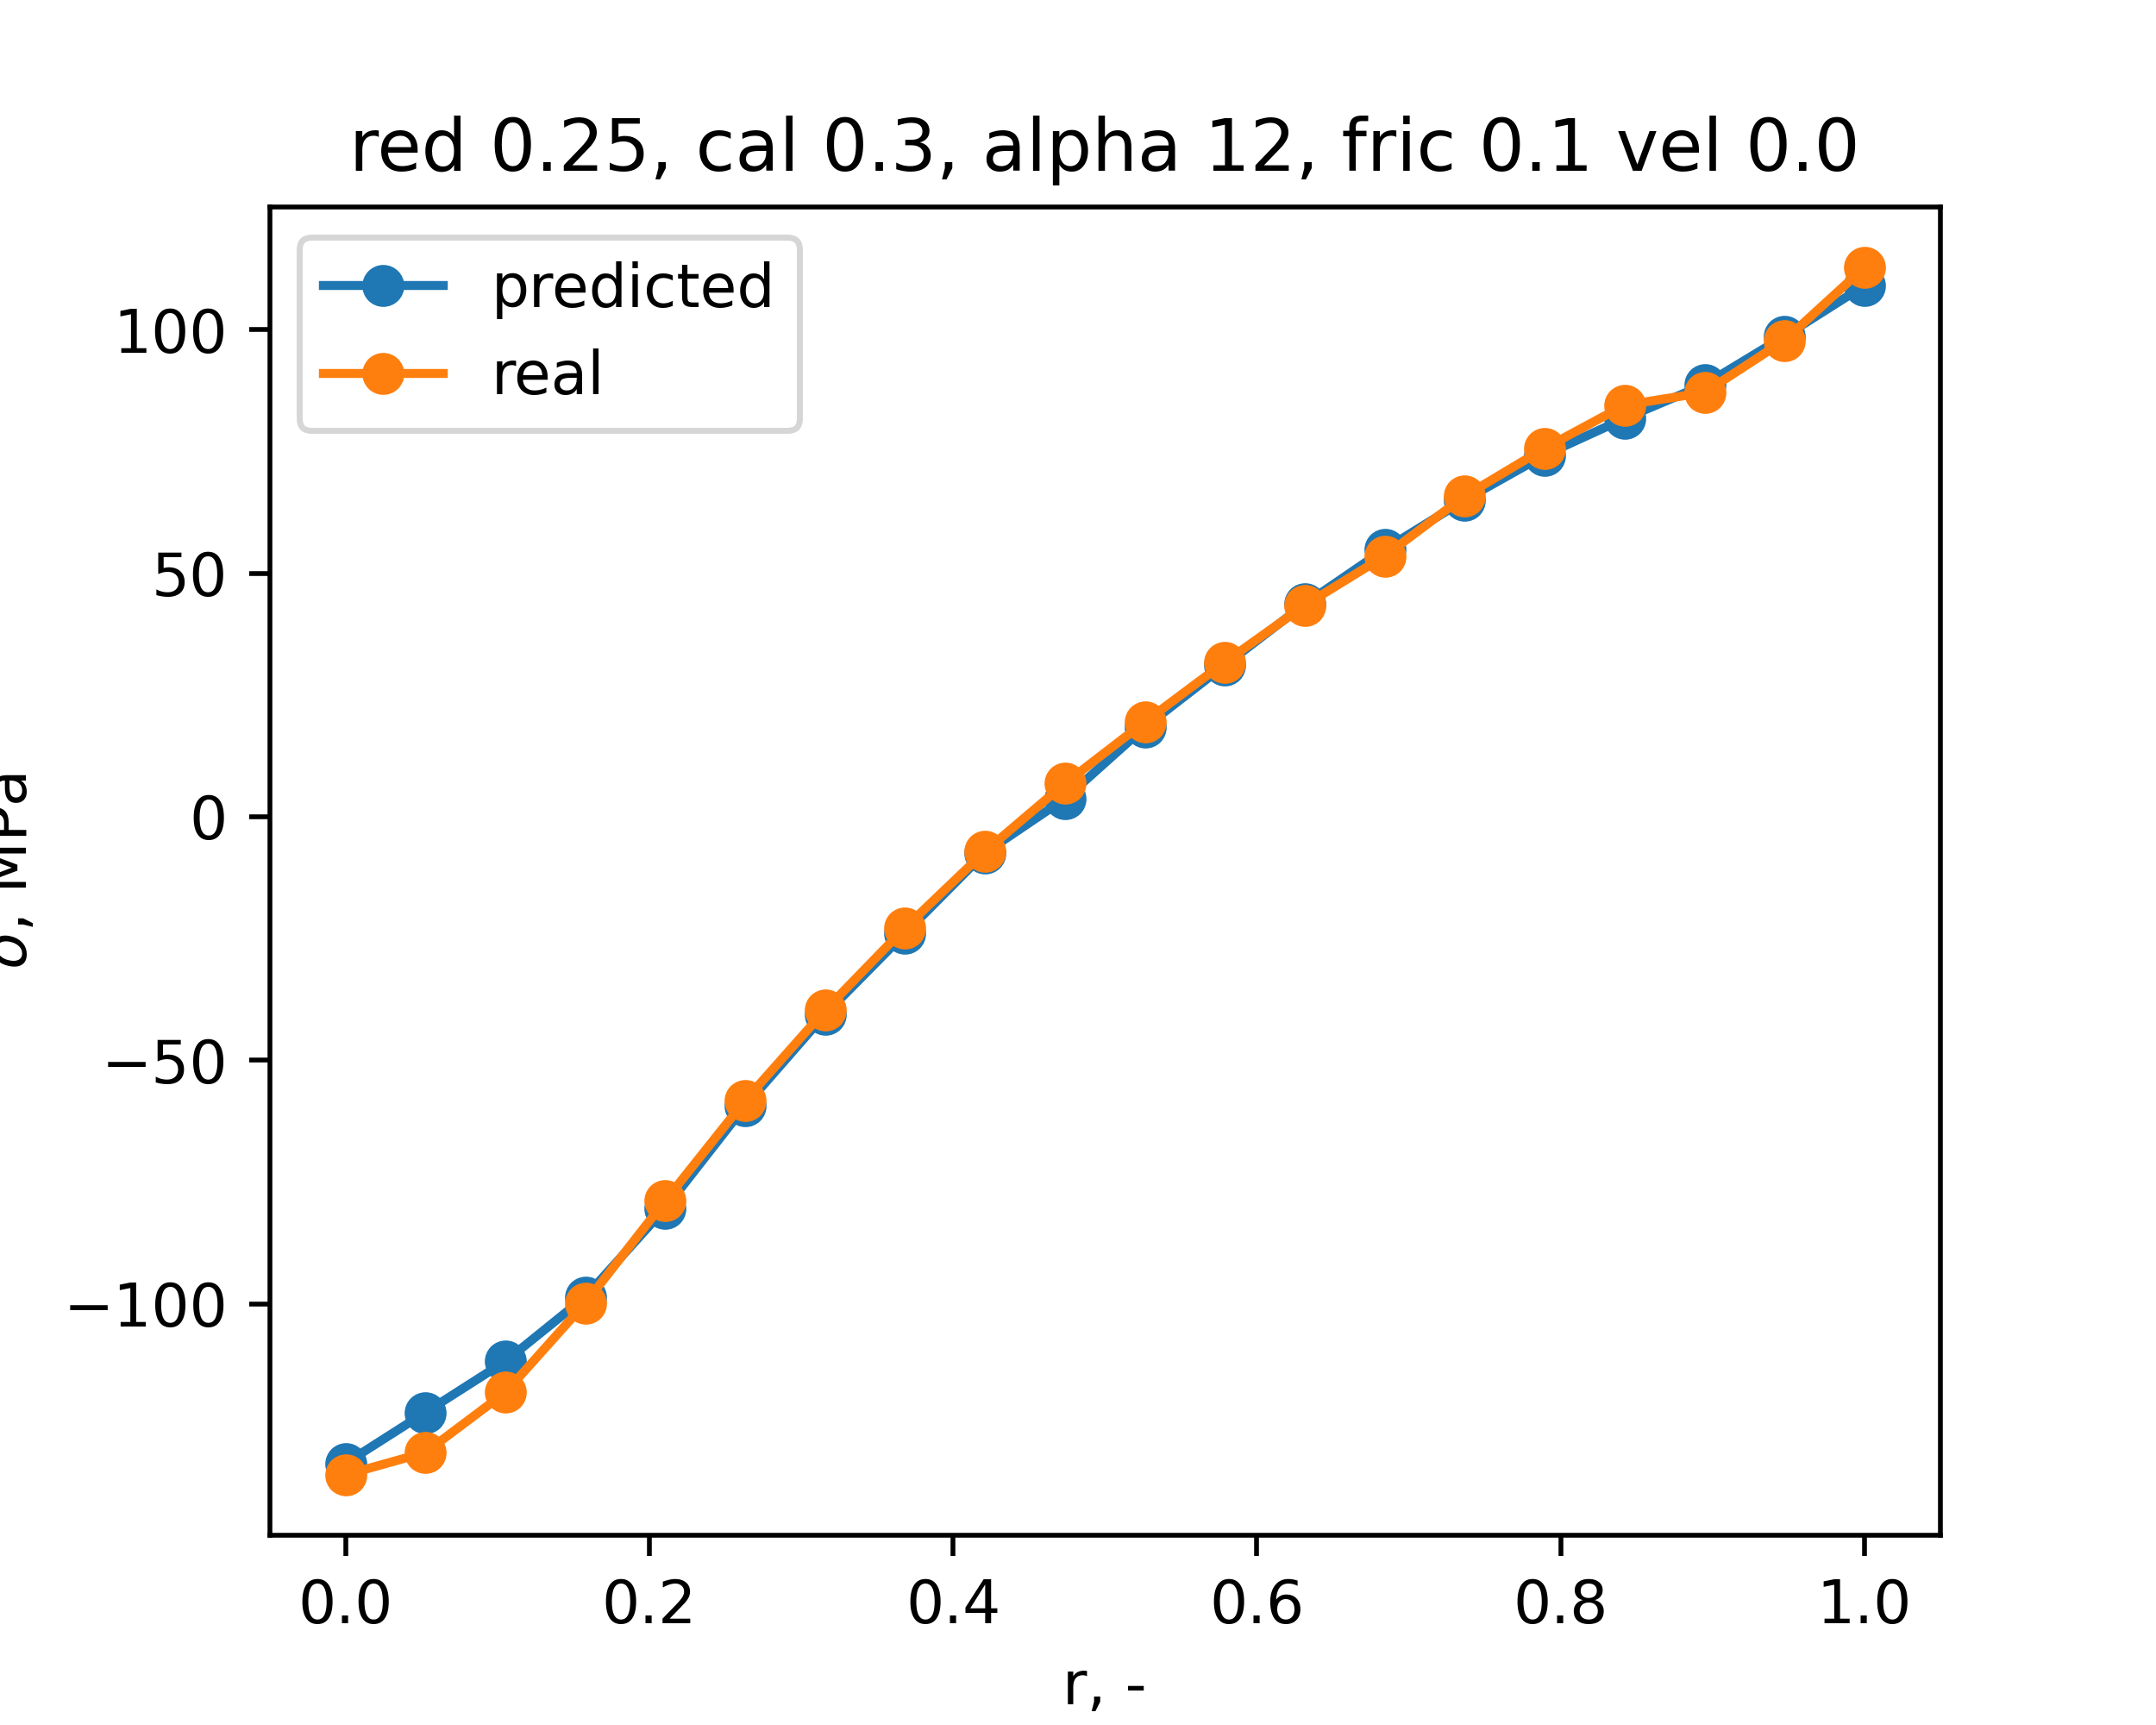 red 0.25, cal 0.3, alpha 12, fric 0.1 vel 0.0
predicted
real
100
50
0
−50
−100
σ, MPa
0.0 0.2 0.4 0.6 0.8 1.0
r, -